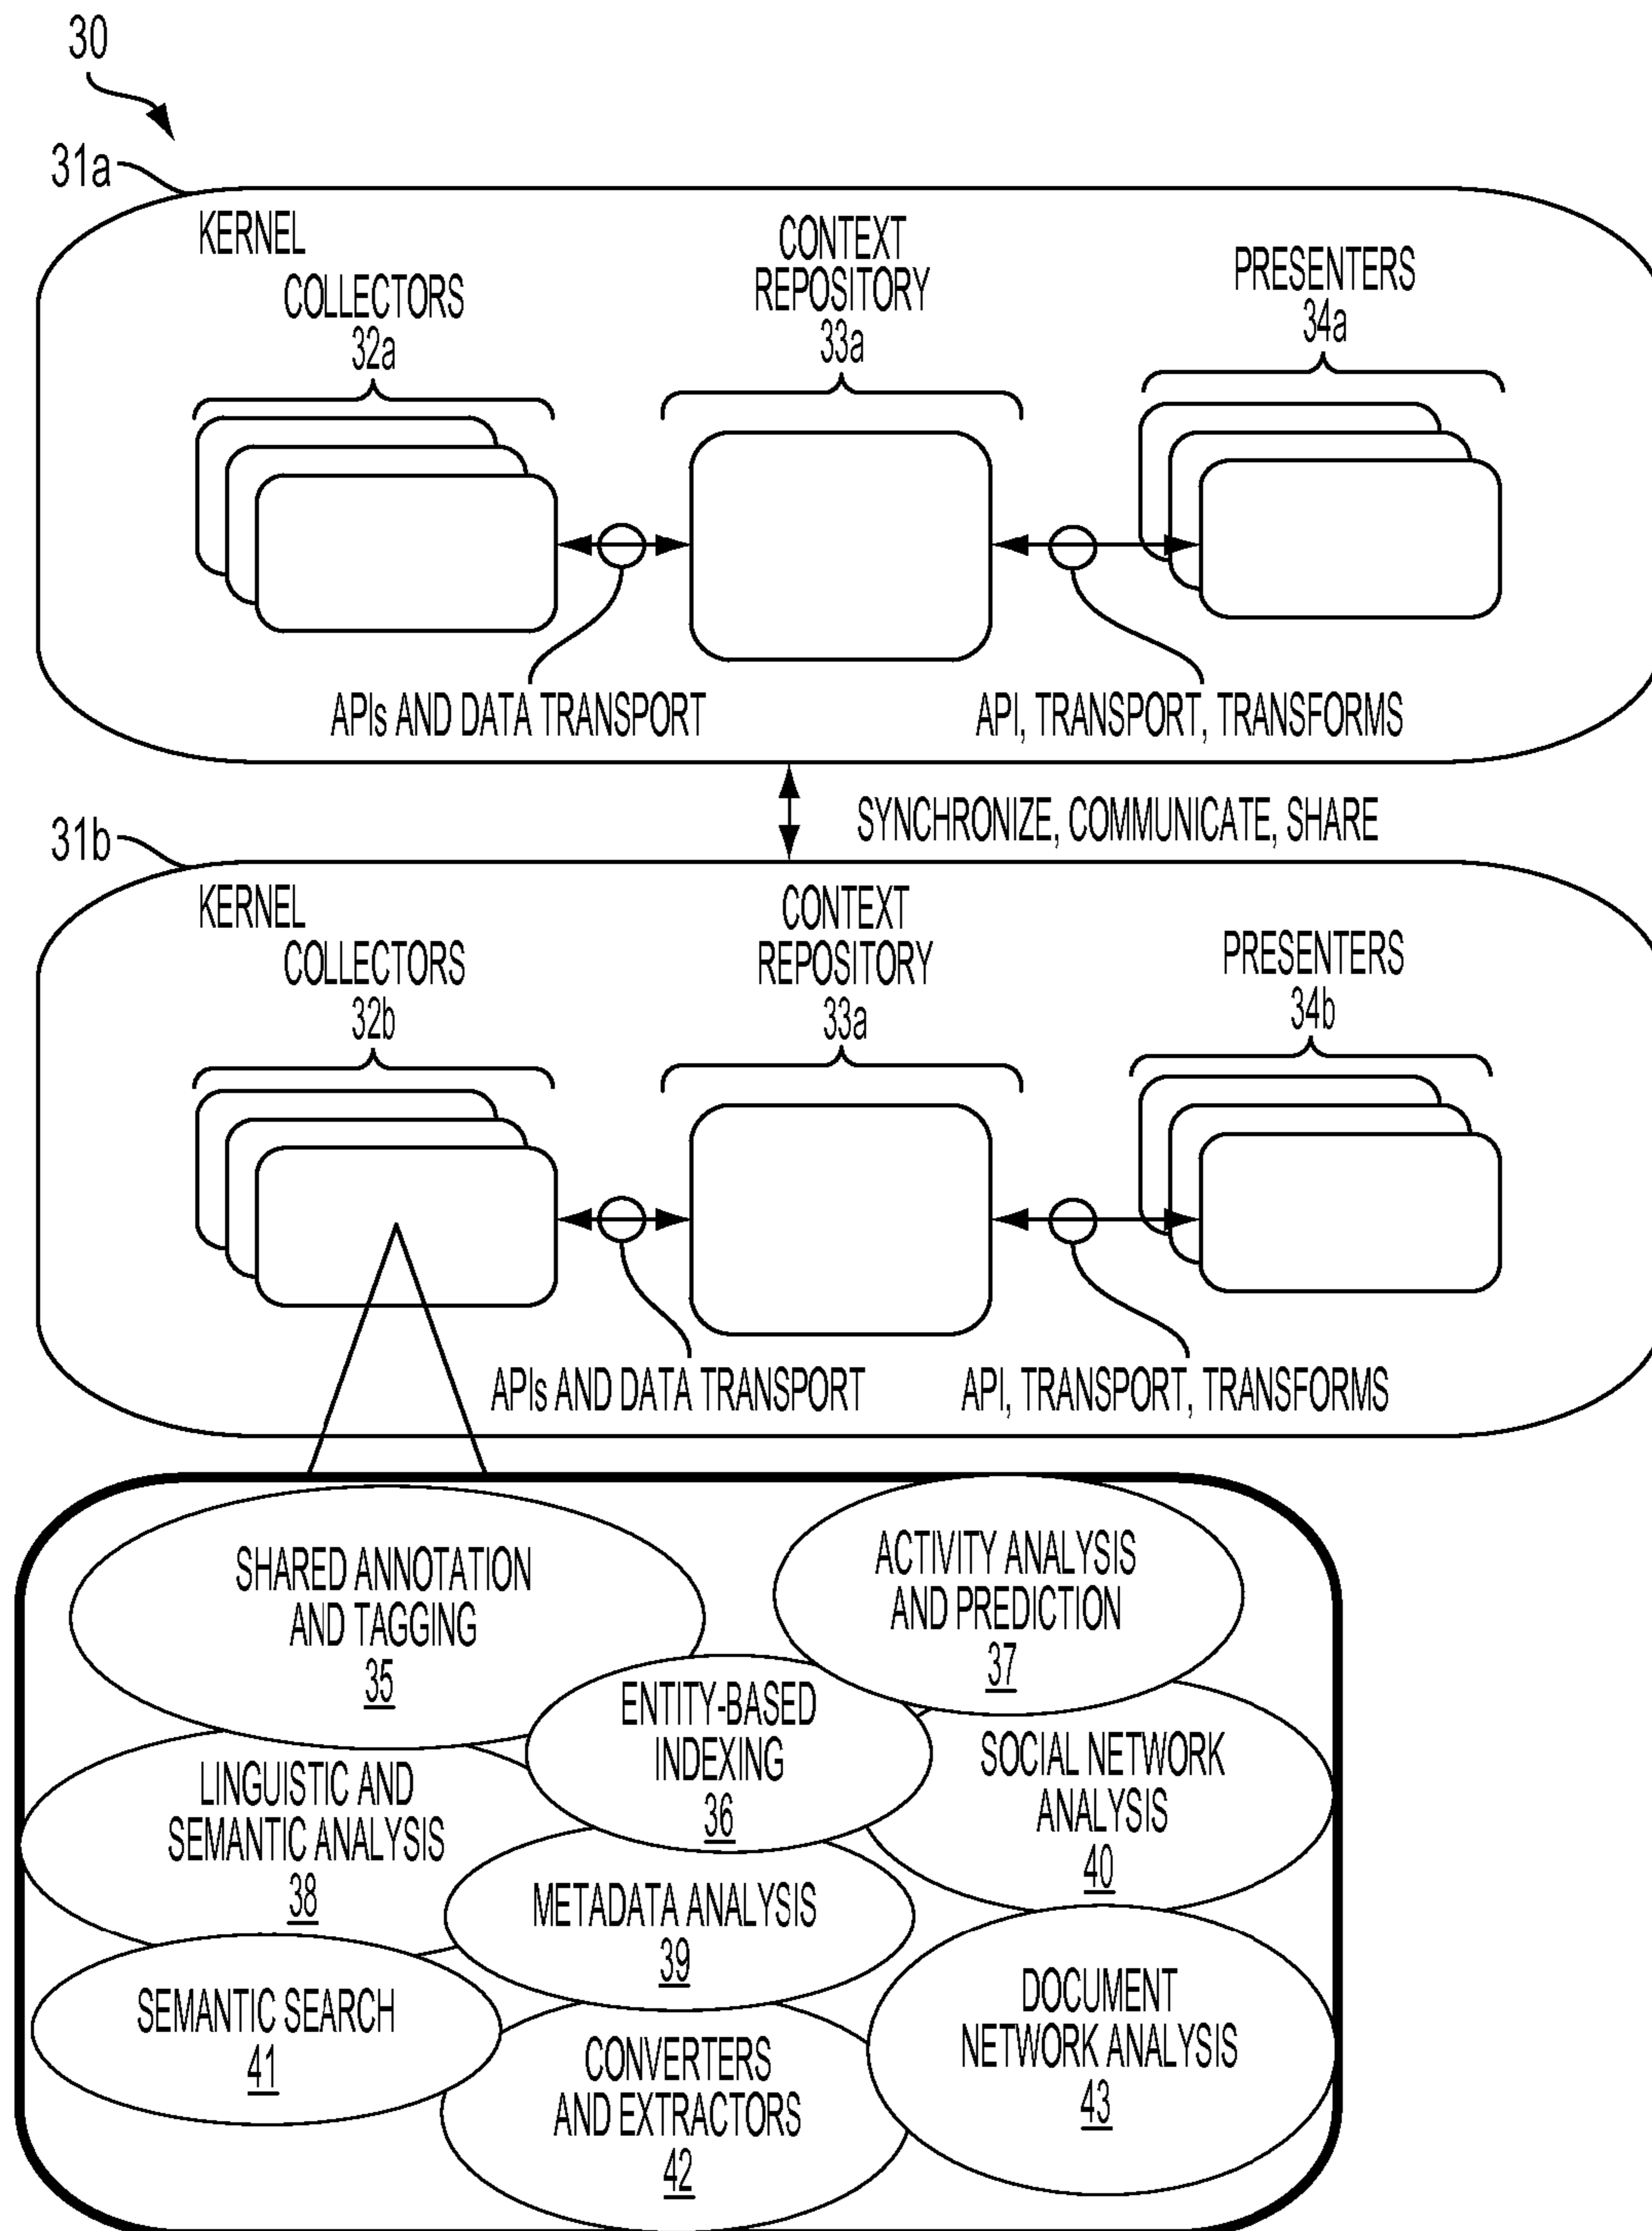 30
31a
KERNEL
COLLECTORS
32a
CONTEXT
REPOSITORY
33a
PRESENTERS
34a
APIs AND DATA TRANSPORT
API, TRANSPORT, TRANSFORMS
SYNCHRONIZE, COMMUNICATE, SHARE
31b
KERNEL
COLLECTORS
32b
CONTEXT
REPOSITORY
33a
PRESENTERS
34b
APIs AND DATA TRANSPORT
API, TRANSPORT, TRANSFORMS
SHARED ANNOTATION
AND TAGGING
35
ACTIVITY ANALYSIS
AND PREDICTION
37
ENTITY-BASED
INDEXING
36
LINGUISTIC AND
SEMANTIC ANALYSIS
38
SOCIAL NETWORK
ANALYSIS
40
METADATA ANALYSIS
39
SEMANTIC SEARCH
41
CONVERTERS
AND EXTRACTORS
42
DOCUMENT
NETWORK ANALYSIS
43